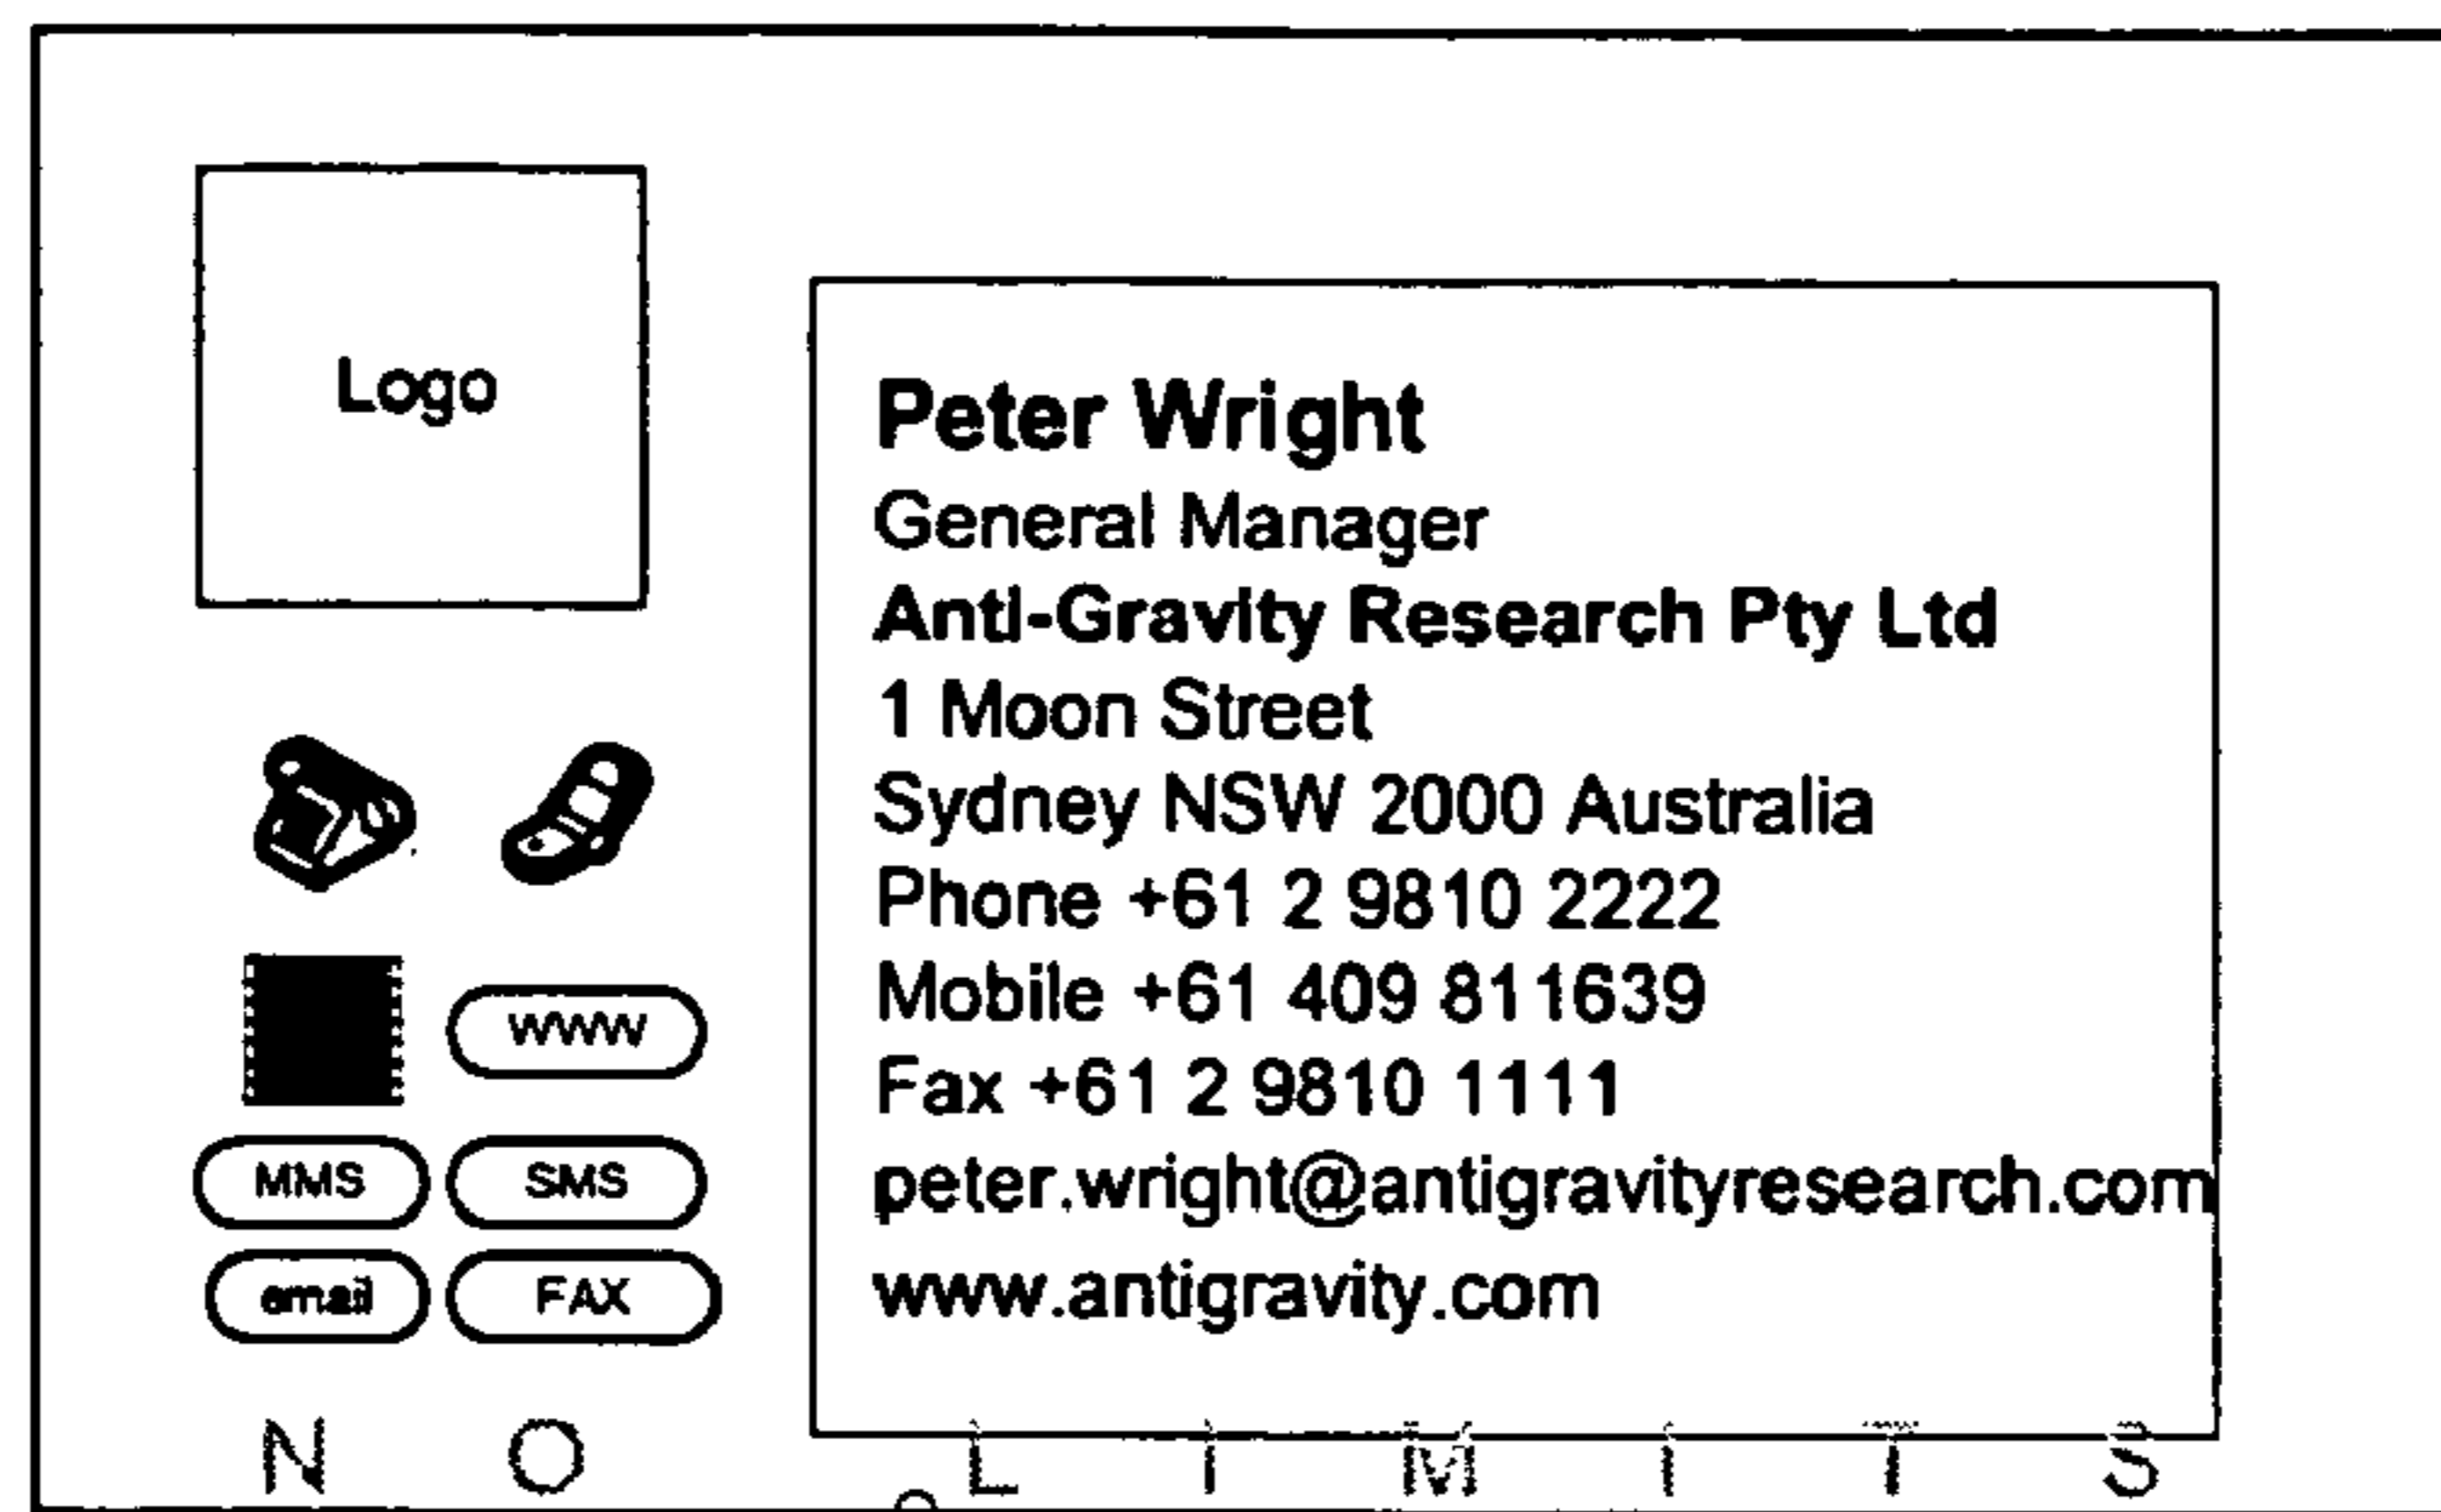 Logo
Peter Wright
General Manager
Anti-Gravity Research Pty Ltd
1 Moon Street
Sydney NSW 2000 Australia
Phone +61 2 9810 2222
Mobile +61 409 811639
Fax +61 2 9810 1111
peter.wright@antigravityresearch.com
www.antigravity.com
WWW
MMS SMS
email FAX
NO LIMITS